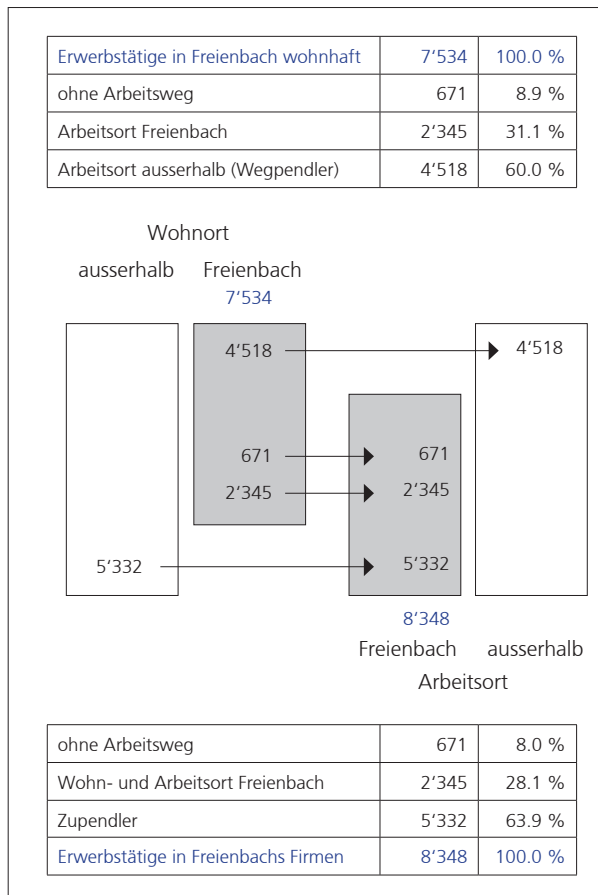 Erwerbstätige in Freienbach wohnhaft 7‘534 100.0 %
ohne Arbeitsweg 671 8.9 %
Arbeitsort Freienbach 2‘345 31.1 %
Arbeitsort ausserhalb (Wegpendler) 4‘518 60.0 %
Wohnort
ausserhalb Freienbach
7‘534
4‘518 4‘518
671 671
2‘345 2‘345
5‘332 5‘332
8‘348
Freienbach ausserhalb
Arbeitsort
ohne Arbeitsweg 671 8.0 %
Wohn- und Arbeitsort Freienbach 2‘345 28.1 %
Zupendler 5‘332 63.9 %
Erwerbstätige in Freienbachs Firmen 8‘348 100.0 %